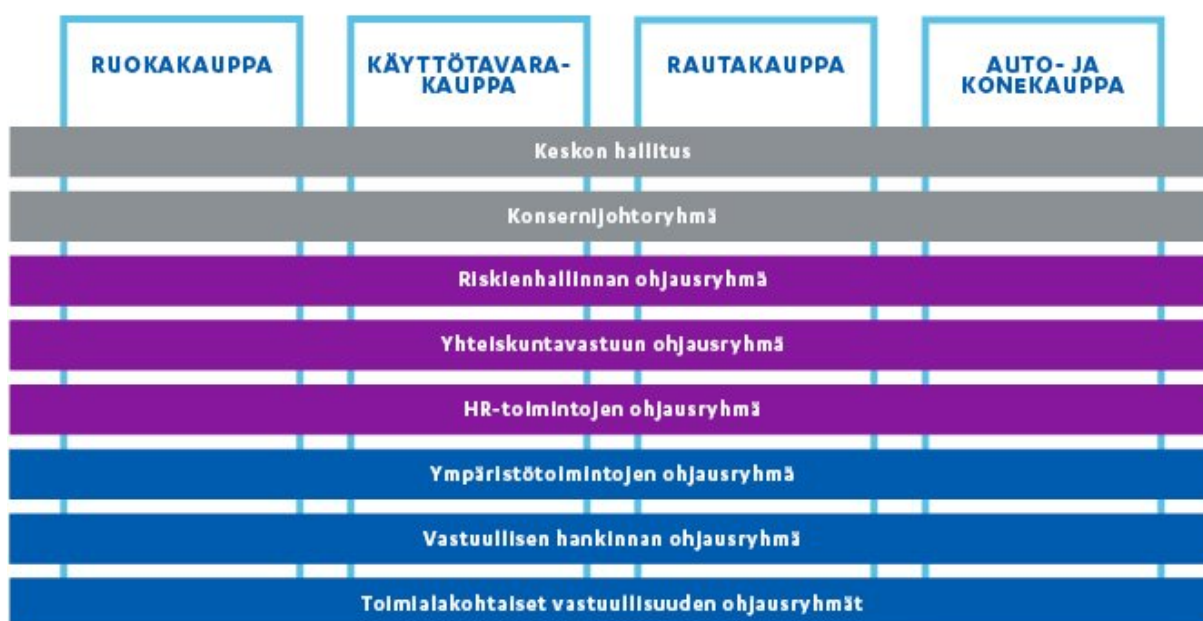 RUOKAKAUPPA
KÄYTTÖTAVARA-
KAUPPA
RAUTAKAUPPA
AUTO- JA
KONEKAUPPA
Keskon hallitus
Konsernijohtoryhmä
Riskienhallinnan ohjausryhmä
Yhteiskuntavastuun ohjausryhmä
HR-toimintojen ohjausryhmä
Ympäristötoimintojen ohjausryhmä
Vastuullisen hankinnan ohjausryhmä
Toimialakohtaiset vastuullisuuden ohjausryhmät